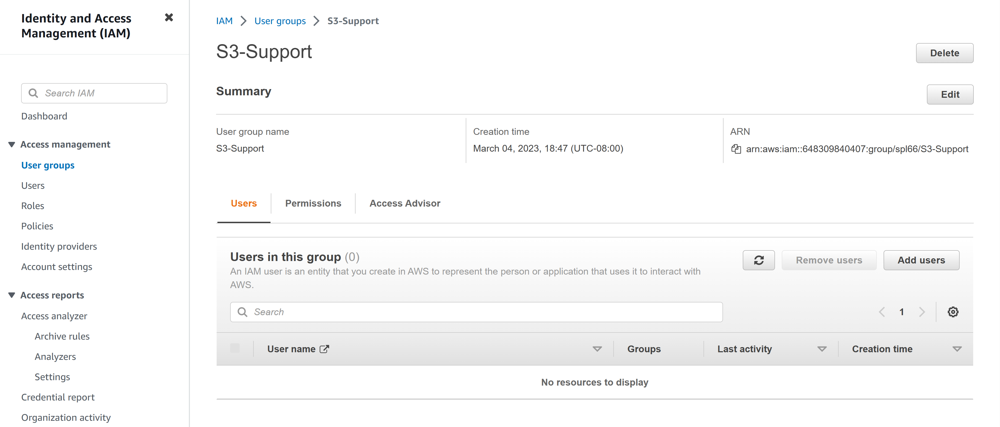 Identity and Access
Management (IAM)
Search IAM
Dashboard
Access management
User groups
Users
Roles
Policies
Identity providers
Account settings
Access reports
Access analyzer
Archive rules
Analyzers
Settings
Credential report
Organization activity
IAM User groups S3-Support
S3-Support
Delete
Summary
Edit
User group name
S3-Support
Creation time
March 04, 2023, 18:47 (UTC-08:00)
ARN
arn:aws:iam::648309840407:group/spl66/S3-Support
Users Permissions Access Advisor
Users in this group (0)
An IAM user is an entity that you create in AWS to represent the person or application that uses it to interact with
AWS.
Remove users
Add users
Search
1
User name Groups Last activity Creation time
No resources to display